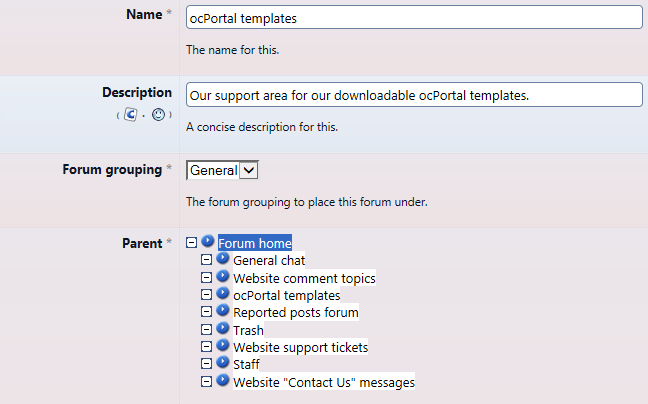 Name *
ocPortal templates
The name for this.
Description
Our support area for our downloadable ocPortal templates.
( C · )
A concise description for this.
Forum grouping *
General
The forum grouping to place this forum under.
Parent *
Forum home
General chat
Website comment topics
ocPortal templates
Reported posts forum
Trash
Website support tickets
Staff
Website "Contact Us" messages